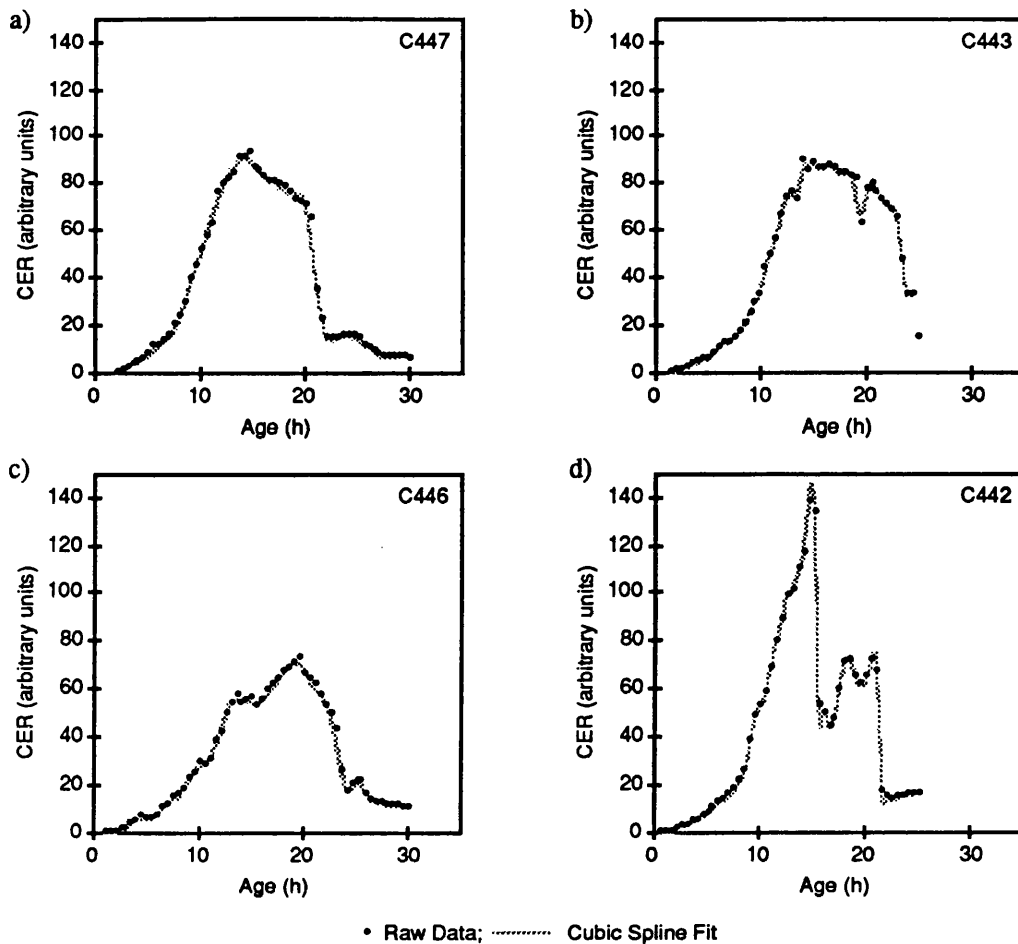 a)
C447
140
120
100
80
60
40
20
0
CER (arbitrary units)
0 10 20 30
Age (h)
b)
C443
140
120
100
80
60
40
20
0
CER (arbitrary units)
0 10 20 30
Age (h)
c)
C446
140
120
100
80
60
40
20
0
CER (arbitrary units)
0 10 20 30
Age (h)
d)
C442
140
120
100
80
60
40
20
0
CER (arbitrary units)
0 10 20 30
Age (h)
• Raw Data; ········ Cubic Spline Fit